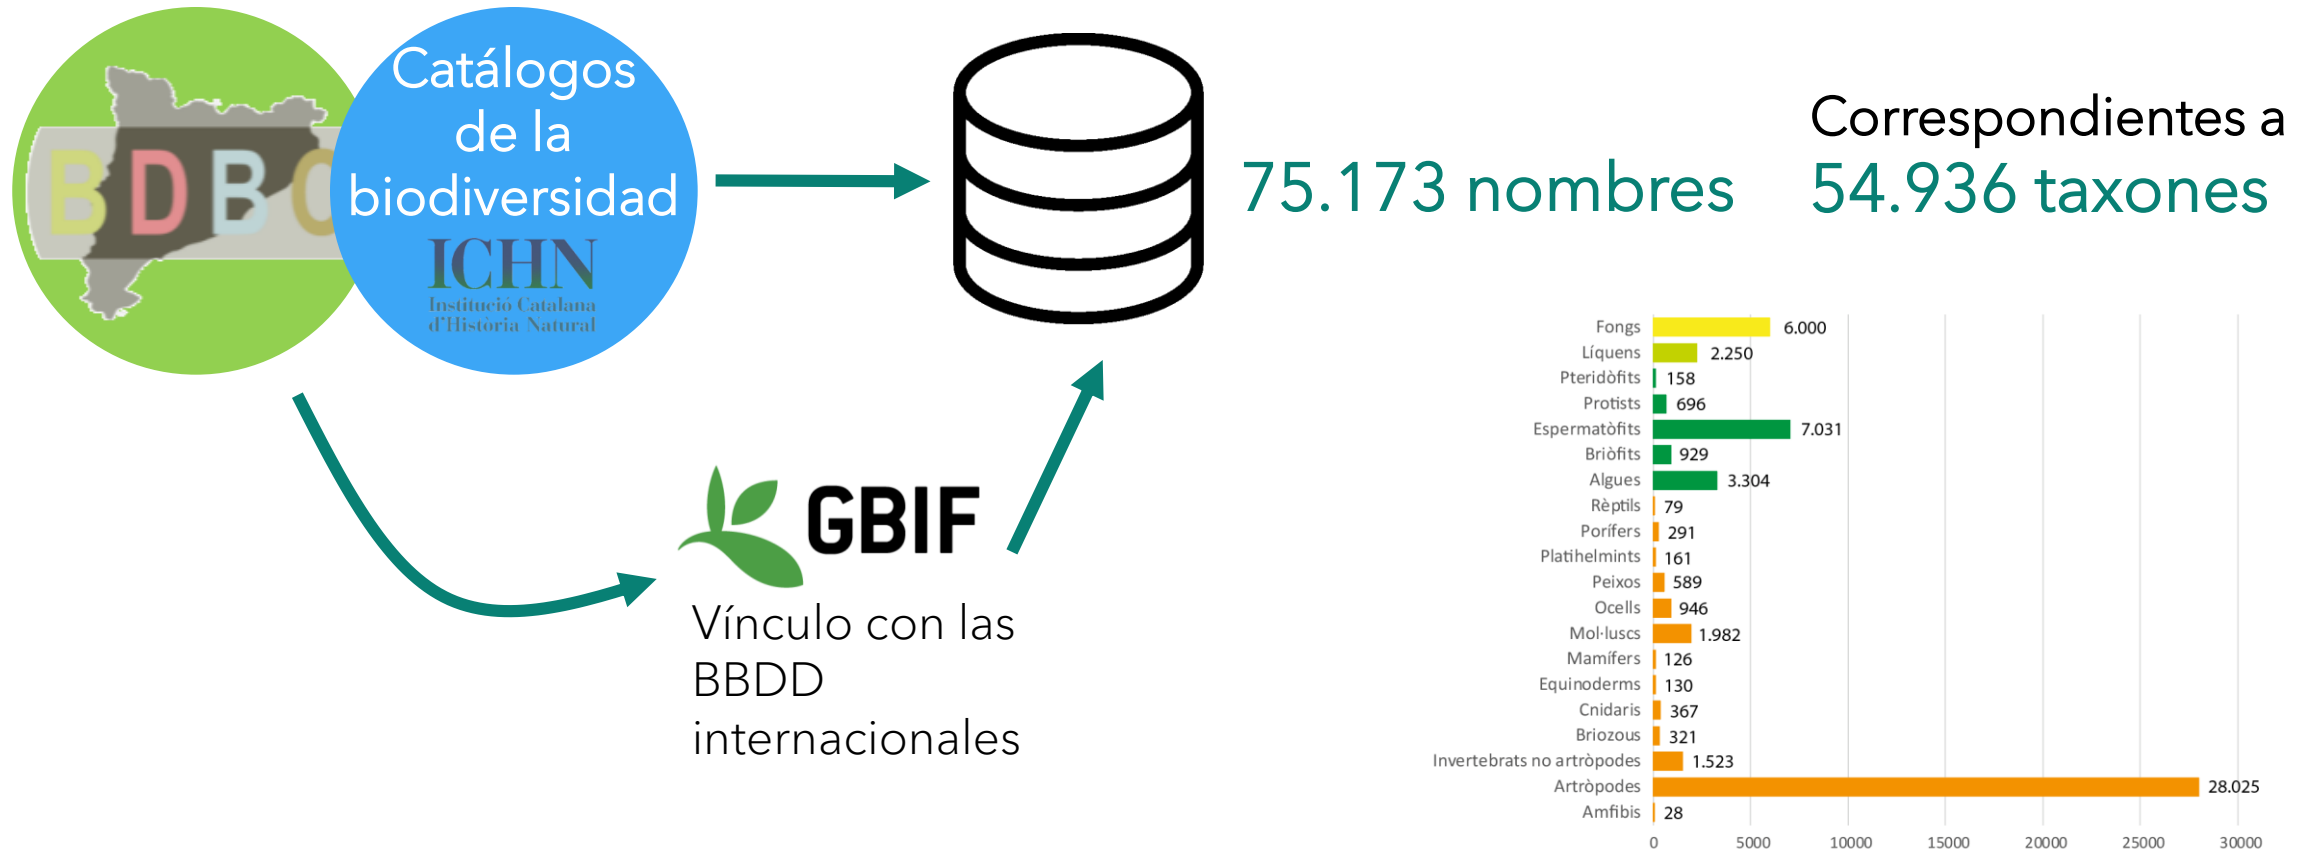 BDBC
Catálogos
de la
biodiversidad
ICHN
Institució Catalana
d'Història Natural
75.173 nombres
Correspondientes a
54.936 taxones
GBIF
Vínculo con las
BBDD
internacionales
Fongs 6.000
Líquens 2.250
Pteridòfits 158
Protists 696
Espermatòfits 7.031
Briòfits 929
Algues 3.304
Rèptils 79
Porífers 291
Platihelmints 161
Peixos 589
Ocells 946
Mol·luscs 1.982
Mamífers 126
Equinoderms 130
Cnidaris 367
Briozous 321
Invertebrats no artròpodes 1.523
Artròpodes 28.025
Amfibis 28
0 5000 10000 15000 20000 25000 30000